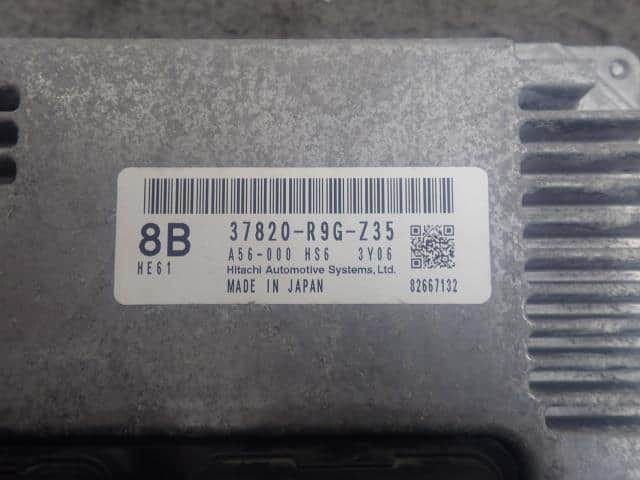 8B 37820-R9G-Z35
A56-000 HS6 3Y06
HE61 Hitachi Automotive Systems, Ltd.
MADE IN JAPAN 82667132